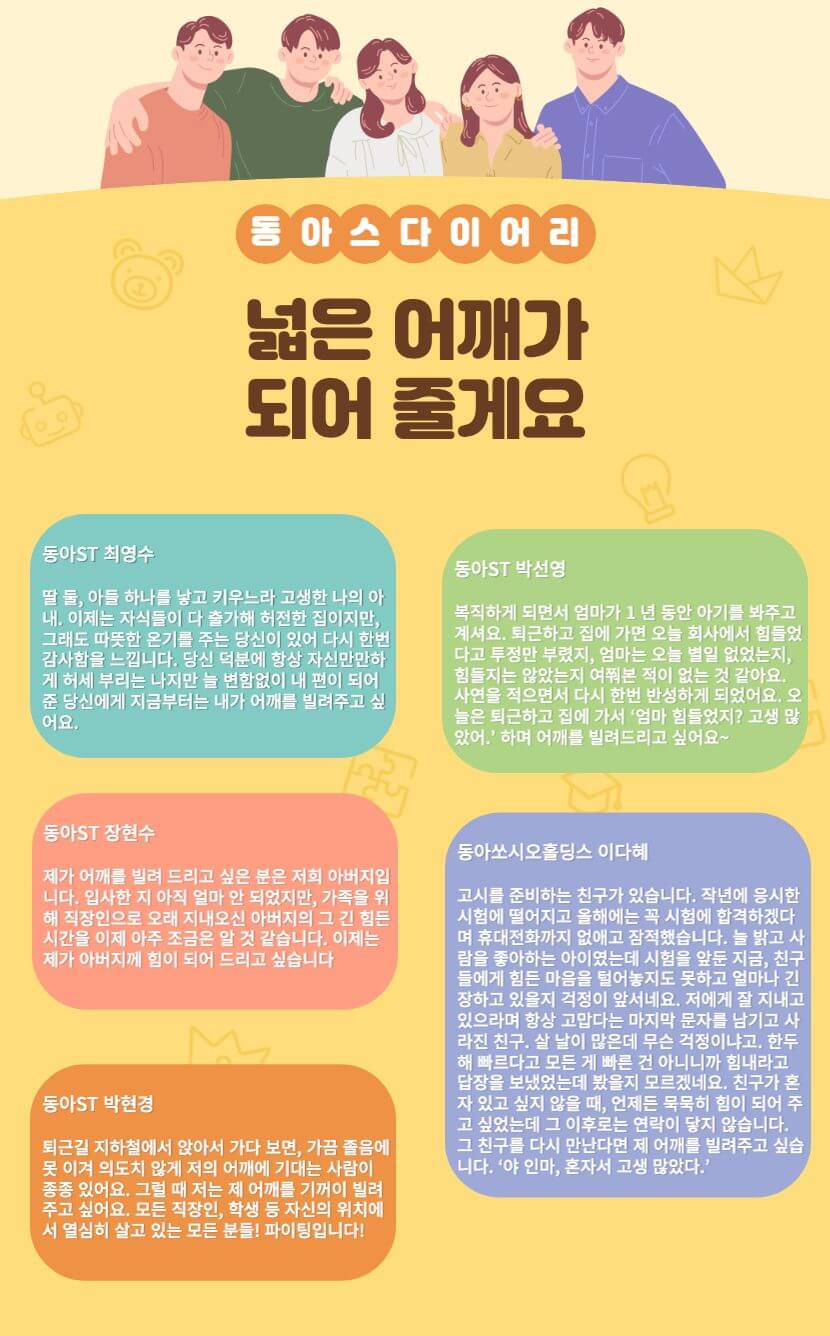 동아스다이어리
넓은 어깨가
되어 줄게요
동아ST 최영수
딸 둘, 아들 하나를 낳고 키우느라 고생한 나의 아
내. 이제는 자식들이 다 출가해 허전한 집이지만,
그래도 따뜻한 온기를 주는 당신이 있어 다시 한번
감사함을 느낍니다. 당신 덕분에 항상 자신만만하
게 허세 부리는 나지만 늘 변함없이 내 편이 되어
준 당신에게 지금부터는 내가 어깨를 빌려주고 싶
어요.
동아ST 박선영
복직하게 되면서 엄마가 1 년 동안 아기를 봐주고
계셔요. 퇴근하고 집에 가면 오늘 회사에서 힘들었
다고 투정만 부렸지, 엄마는 오늘 별일 없었는지,
힘들지는 않았는지 여쭤본 적이 없는 것 같아요.
사연을 적으면서 다시 한번 반성하게 되었어요. 오
늘은 퇴근하고 집에 가서 ‘엄마 힘들었지? 고생 많
았어.’ 하며 어깨를 빌려드리고 싶어요~
동아ST 장현수
제가 어깨를 빌려 드리고 싶은 분은 저희 아버지입
니다. 입사한 지 아직 얼마 안 되었지만, 가족을 위
해 직장인으로 오래 지내오신 아버지의 그 긴 힘든
시간을 이제 아주 조금은 알 것 같습니다. 이제는
제가 아버지께 힘이 되어 드리고 싶습니다
동아쏘시오홀딩스 이다혜
고시를 준비하는 친구가 있습니다. 작년에 응시한
시험에 떨어지고 올해에는 꼭 시험에 합격하겠다
며 휴대전화까지 없애고 잠적했습니다. 늘 밝고 사
람을 좋아하는 아이였는데 시험을 앞둔 지금, 친구
들에게 힘든 마음을 털어놓지도 못하고 얼마나 긴
장하고 있을지 걱정이 앞서네요. 저에게 잘 지내고
있으라며 항상 고맙다는 마지막 문자를 남기고 사
라진 친구. 살 날이 많은데 무슨 걱정이냐고. 한두
해 빠르다고 모든 게 빠른 건 아니니까 힘내라고
답장을 보냈었는데 봤을지 모르겠네요. 친구가 혼
자 있고 싶지 않을 때, 언제든 묵묵히 힘이 되어 주
고 싶었는데 그 이후로는 연락이 닿지 않습니다.
그 친구를 다시 만난다면 제 어깨를 빌려주고 싶습
니다. ‘야 인마, 혼자서 고생 많았다.’
동아ST 박현경
퇴근길 지하철에서 앉아서 가다 보면, 가끔 졸음에
못 이겨 의도치 않게 저의 어깨에 기대는 사람이
종종 있어요. 그럴 때 저는 제 어깨를 기꺼이 빌려
주고 싶어요. 모든 직장인, 학생 등 자신의 위치에
서 열심히 살고 있는 모든 분들! 파이팅입니다!